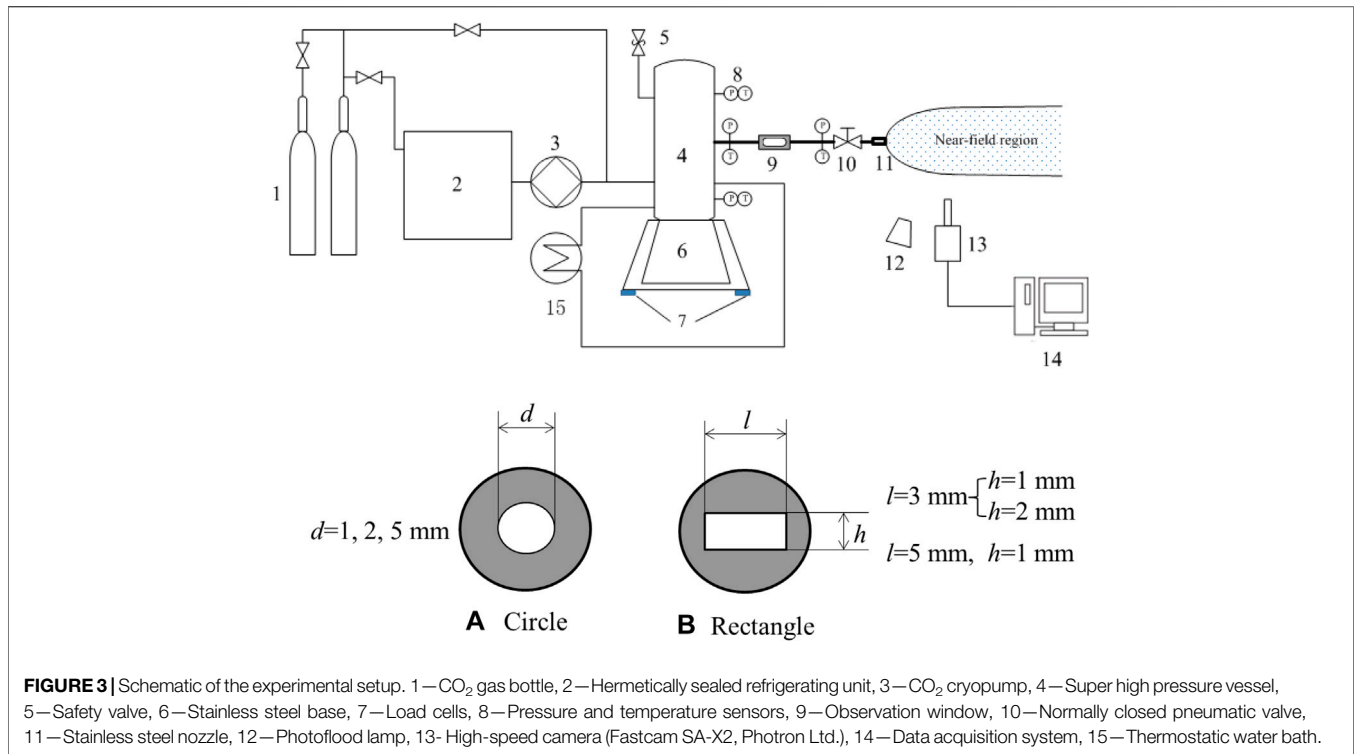 5
8
P T
3
P
P
1
2
4
Near-field region
T
T
9
10
11
P T
6
12
13
15
7
14
d
l
d=1, 2, 5 mm
h
l=3 mm
h=1 mm
h=2 mm
l=5 mm, h=1 mm
A Circle
B Rectangle
FIGURE 3 | Schematic of the experimental setup. 1—CO₂ gas bottle, 2—Hermetically sealed refrigerating unit, 3—CO₂ cryopump, 4—Super high pressure vessel,
5—Safety valve, 6—Stainless steel base, 7—Load cells, 8—Pressure and temperature sensors, 9—Observation window, 10—Normally closed pneumatic valve,
11—Stainless steel nozzle, 12—Photoflood lamp, 13- High-speed camera (Fastcam SA-X2, Photron Ltd.), 14—Data acquisition system, 15—Thermostatic water bath.